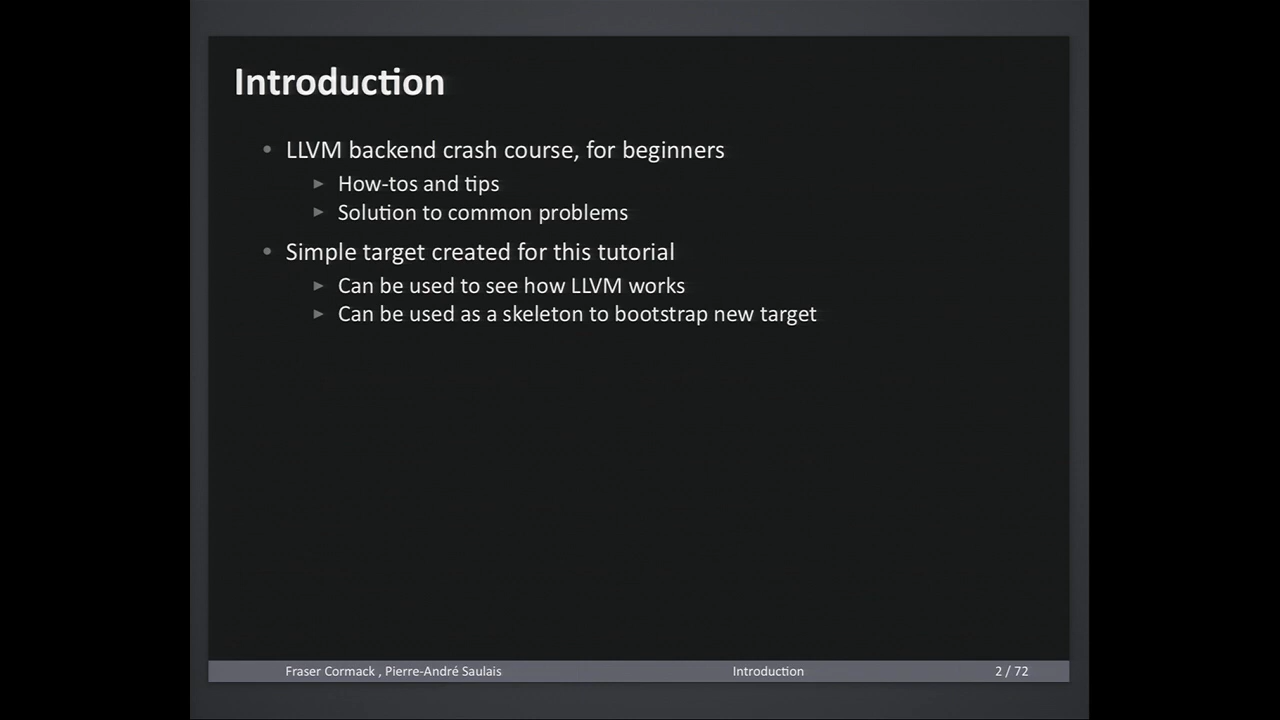 Introduction
• LLVM backend crash course, for beginners
► How-tos and tips
► Solution to common problems
• Simple target created for this tutorial
► Can be used to see how LLVM works
► Can be used as a skeleton to bootstrap new target
Fraser Cormack , Pierre-André Saulais Introduction 2 / 72